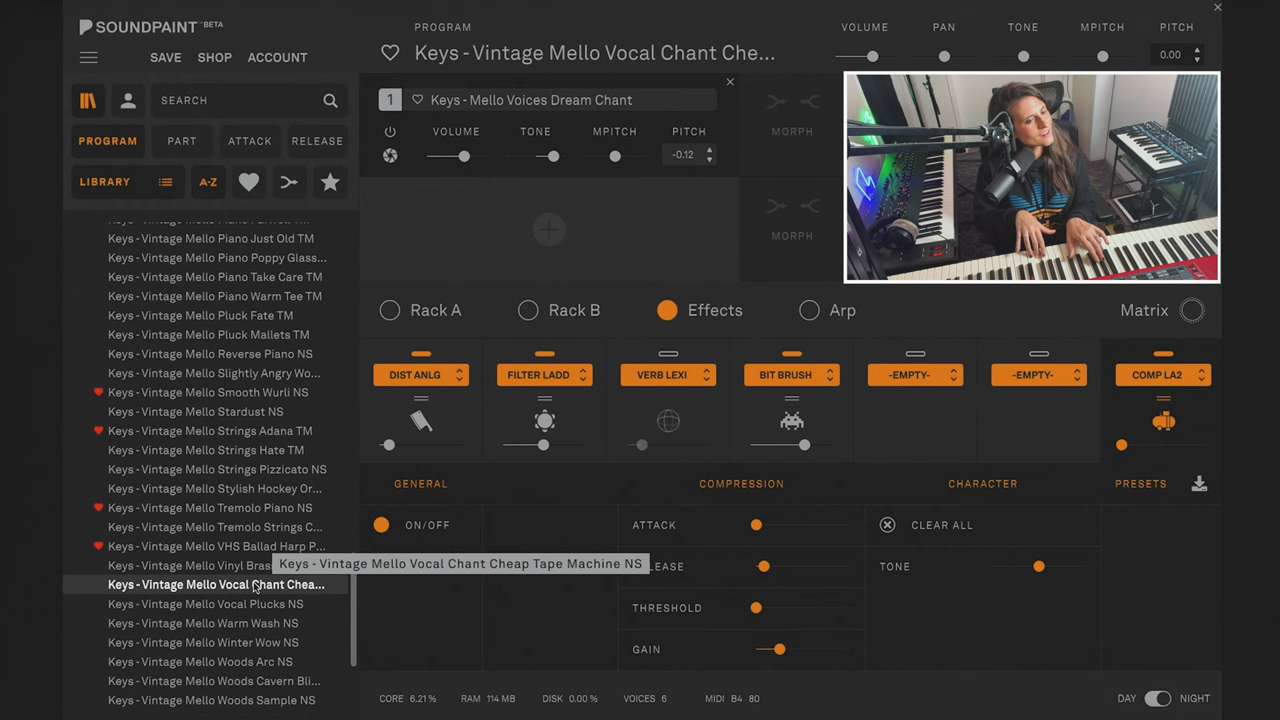 SOUNDPAINT™BETA
SAVE SHOP ACCOUNT
SEARCH
PROGRAM PART ATTACK RELEASE
LIBRARY A-Z
Keys - Vintage Mello Piano Just Old TM
Keys - Vintage Mello Piano Poppy Glass...
Keys - Vintage Mello Piano Take Care TM
Keys - Vintage Mello Piano Warm Tee TM
Keys - Vintage Mello Pluck Fate TM
Keys - Vintage Mello Pluck Mallets TM
Keys - Vintage Mello Reverse Piano NS
Keys - Vintage Mello Slightly Angry Wo...
Keys - Vintage Mello Smooth Wurli NS
Keys - Vintage Mello Stardust NS
Keys - Vintage Mello Strings Adana TM
Keys - Vintage Mello Strings Hate TM
Keys - Vintage Mello Strings Pizzicato NS
Keys - Vintage Mello Stylish Hockey Or...
Keys - Vintage Mello Tremolo Piano NS
Keys - Vintage Mello Tremolo Strings C...
Keys - Vintage Mello VHS Ballad Harp P...
Keys - Vintage Mello Vinyl Bras
Keys - Vintage Mello Vocal Chant Chea...
Keys - Vintage Mello Vocal Plucks NS
Keys - Vintage Mello Warm Wash NS
Keys - Vintage Mello Winter Wow NS
Keys - Vintage Mello Woods Arc NS
Keys - Vintage Mello Woods Cavern Bli...
Keys - Vintage Mello Woods Sample NS
Keys - Vintage Mello Vocal Chant Cheap Tape Machine NS
PROGRAM
Keys - Vintage Mello Vocal Chant Che...
VOLUME PAN TONE MPITCH PITCH
0.00
1 Keys - Mello Voices Dream Chant
VOLUME TONE MPITCH PITCH
-0.12
MORPH
MORPH
Rack A Rack B Effects Arp Matrix
DIST ANLG FILTER LADD VERB LEXI BIT BRUSH -EMPTY- -EMPTY- COMP LA2
GENERAL COMPRESSION CHARACTER PRESETS
ON/OFF ATTACK CLEAR ALL
LEASE TONE
THRESHOLD
GAIN
CORE 6.21 % RAM 114 MB DISK 0.00 % VOICES 6 MIDI B4 80 DAY NIGHT